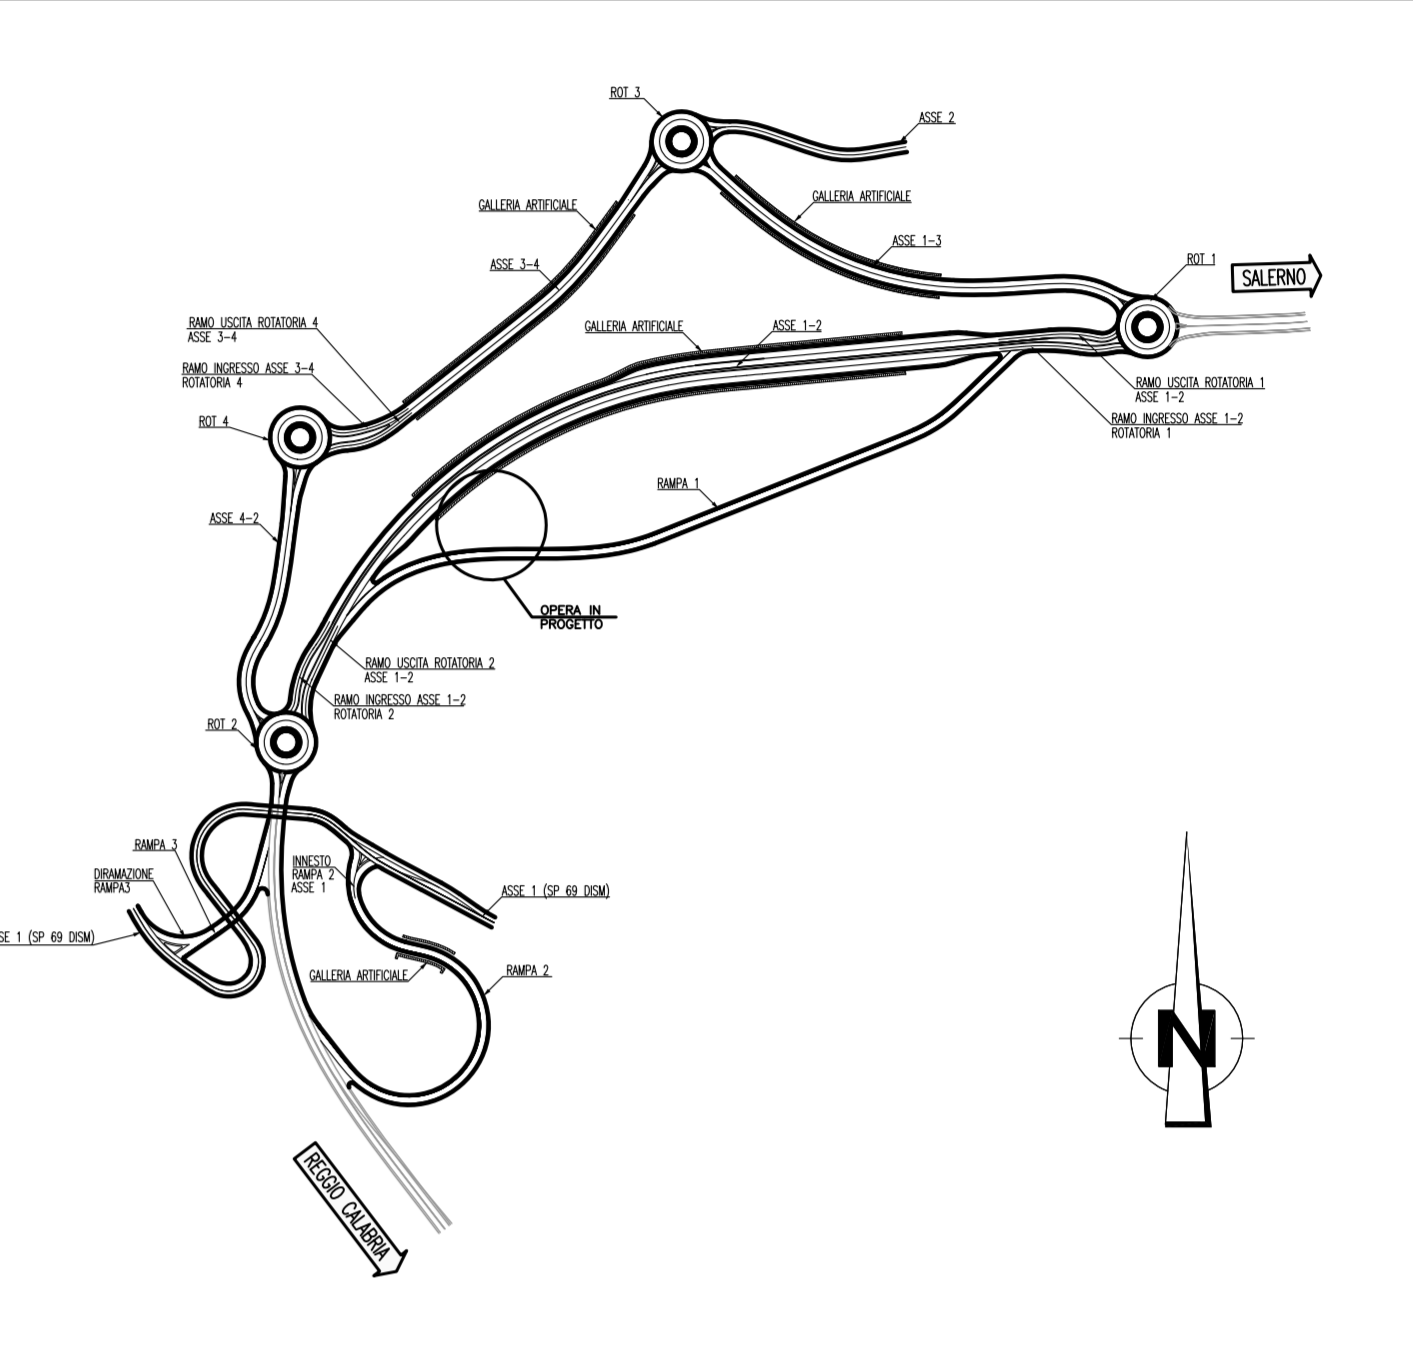 ROT 3
ASSE 2
GALLERIA ARTIFICIALE
GALLERIA ARTIFICIALE
ASSE 1-3
ROT 1
SALERNO
ASSE 3-4
RAMO USCITA ROTATORIA 4
ASSE 3-4
GALLERIA ARTIFICIALE
ASSE 1-2
RAMO INGRESSO ASSE 3-4
ROTATORIA 4
RAMO USCITA ROTATORIA 1
ASSE 1-2
ROT 4
RAMO INGRESSO ASSE 1-2
ROTATORIA 1
RAMPA 1
ASSE 4-2
OPERA IN
PROGETTO
RAMO USCITA ROTATORIA 2
ASSE 1-2
RAMO INGRESSO ASSE 1-2
ROTATORIA 2
ROT 2
RAMPA 3
INNESTO
RAMPA 2
ASSE 1
DIRAMAZIONE
RAMPA3
ASSE 1 (SP 69 DISM)
SE 1 (SP 69 DISM)
GALLERIA ARTIFICIALE
RAMPA 2
N
REGGIO CALABRIA